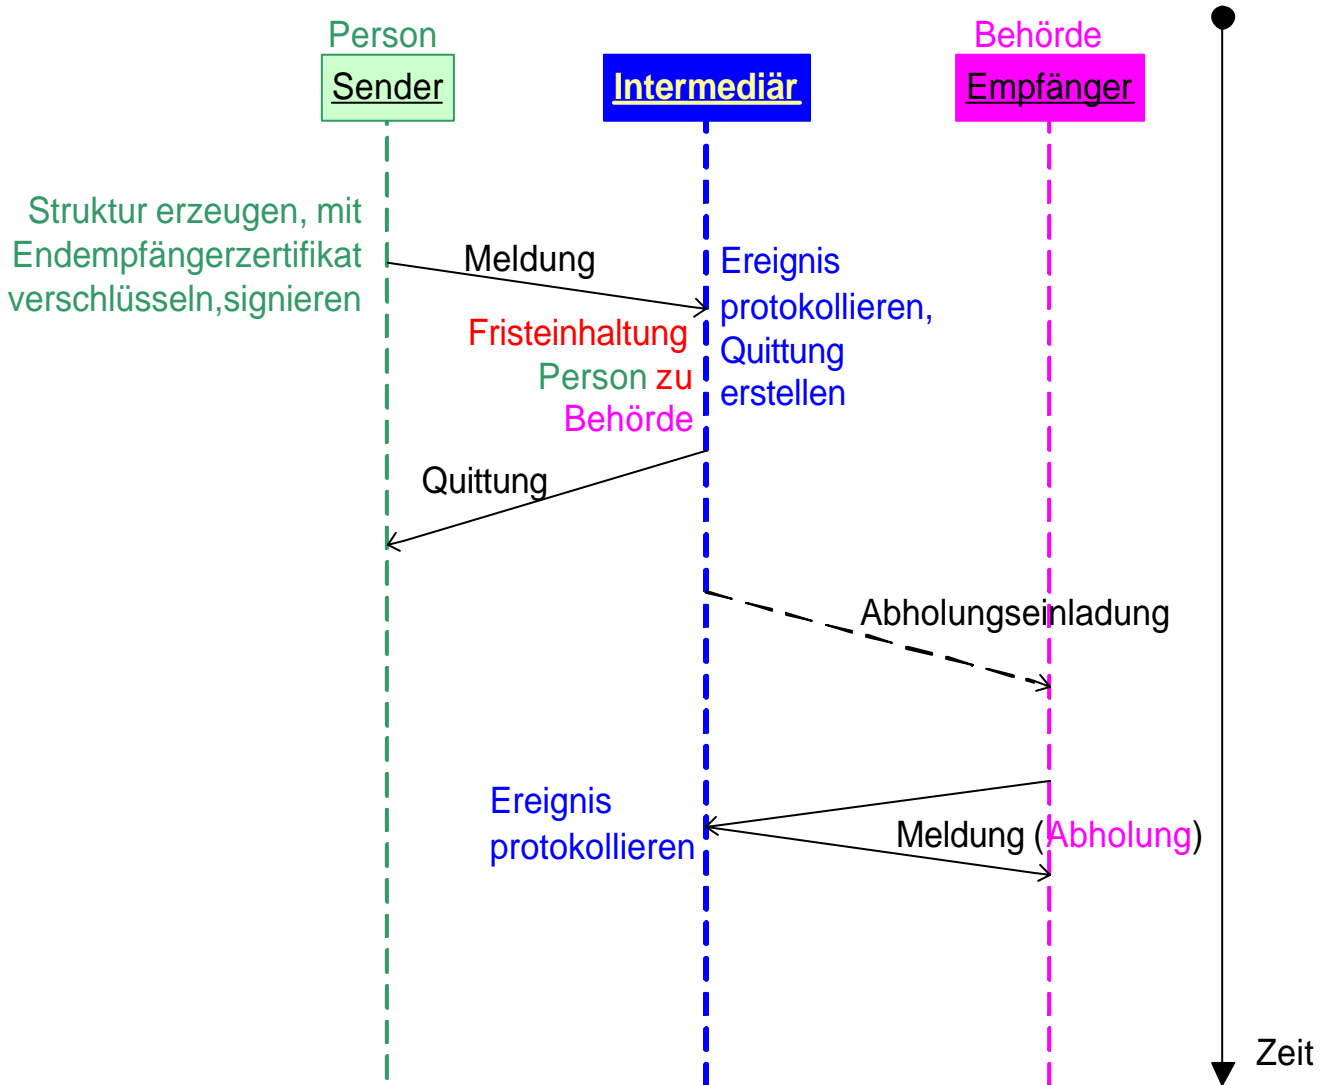 Person
Behörde
Sender
Intermediär
Empfänger
Struktur erzeugen, mit
Endempfängerzertifikat
verschlüsseln,signieren
Meldung
Ereignis
protokollieren,
Quittung
erstellen
Fristeinhaltung
Person zu
Behörde
Quittung
Abholungseinladung
Ereignis
protokollieren
Meldung (Abholung)
Zeit